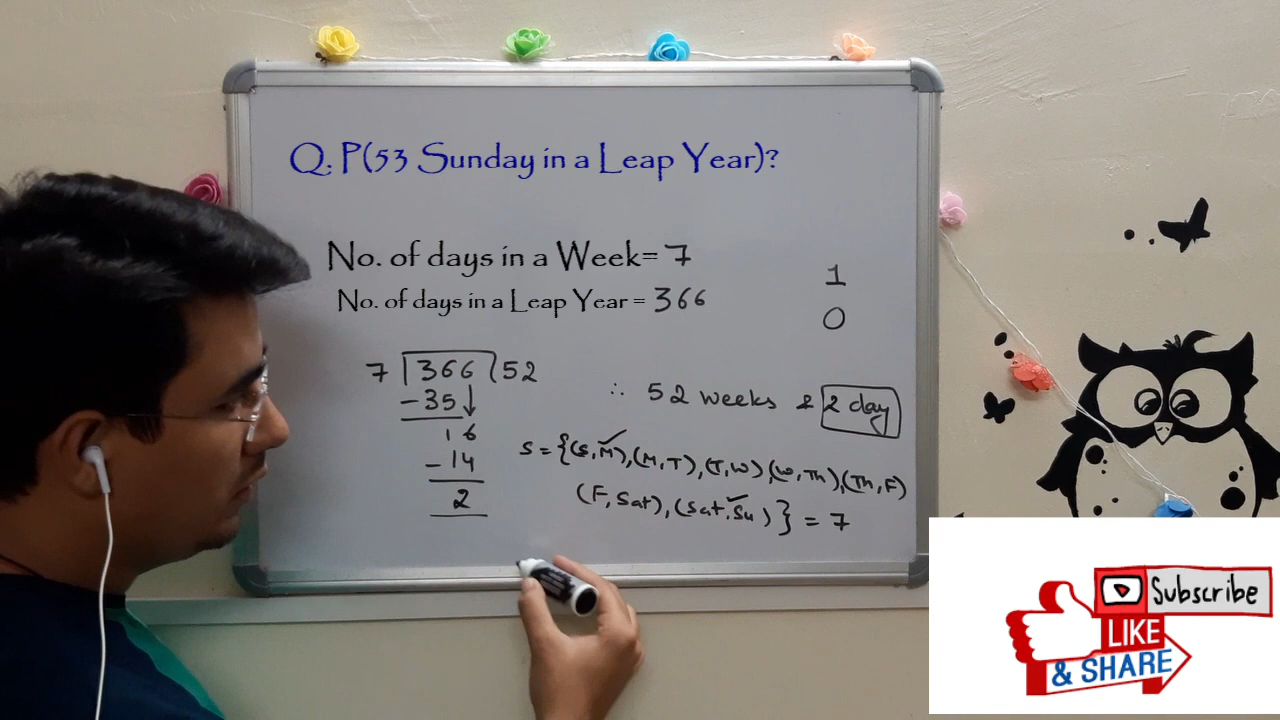 Q: P(53 Sunday in a Leap Year)?
No. of days in a Week= 7
No. of days in a Leap Year = 366
1
0
7 366 52
-35
16
-14
2
∴ 52 weeks & 2 day
S = {(S, M), (M, T), (T, W) (W, Th), (Th, F)
(F, Sat), (Sat, Su)} = 7
Subscribe
LIKE
& SHARE